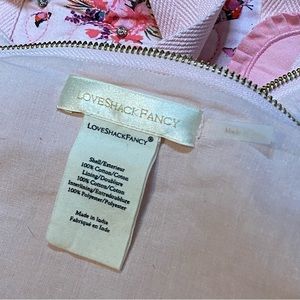 LOVESHACKFANCY
LOVESHACKFANCY®
Shell/Exterieur
100% Cotton/Coton
Lining/Doublure
100% Cotton/Coton
Interlining/Entredoublure
100% Polyester/Polyester
Made in India
Fabriqué en Inde
Made